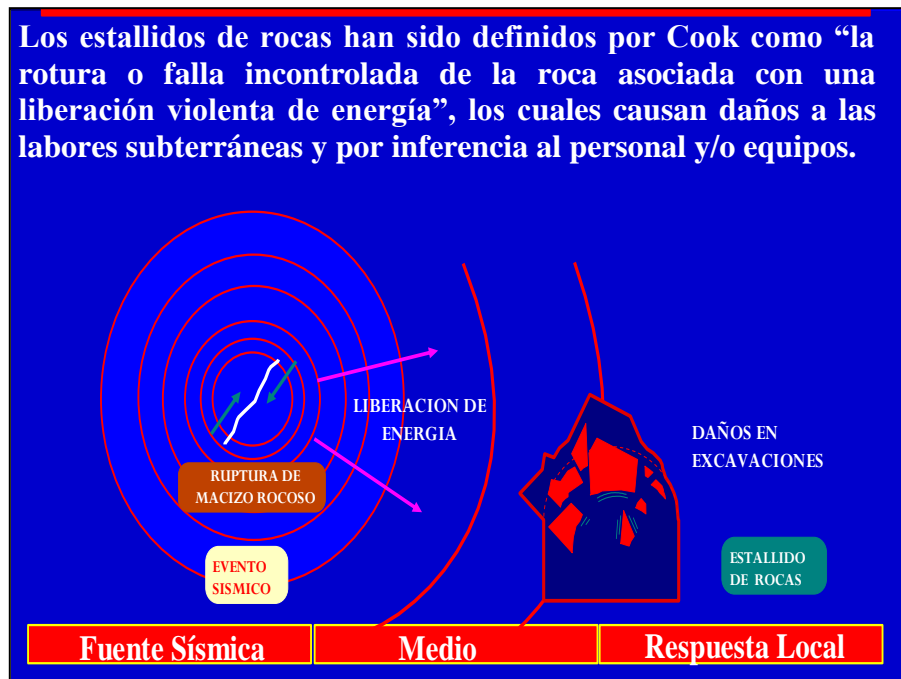 Los estallidos de rocas han sido definidos por Cook como “la
rotura o falla incontrolada de la roca asociada con una
liberación violenta de energía”, los cuales causan daños a las
labores subterráneas y por inferencia al personal y/o equipos.
LIBERACION DE
ENERGIA
DAÑOS EN
EXCAVACIONES
RUPTURA DE
MACIZO ROCOSO
EVENTO
SISMICO
ESTALLIDO
DE ROCAS
Fuente Sísmica
Medio
Respuesta Local